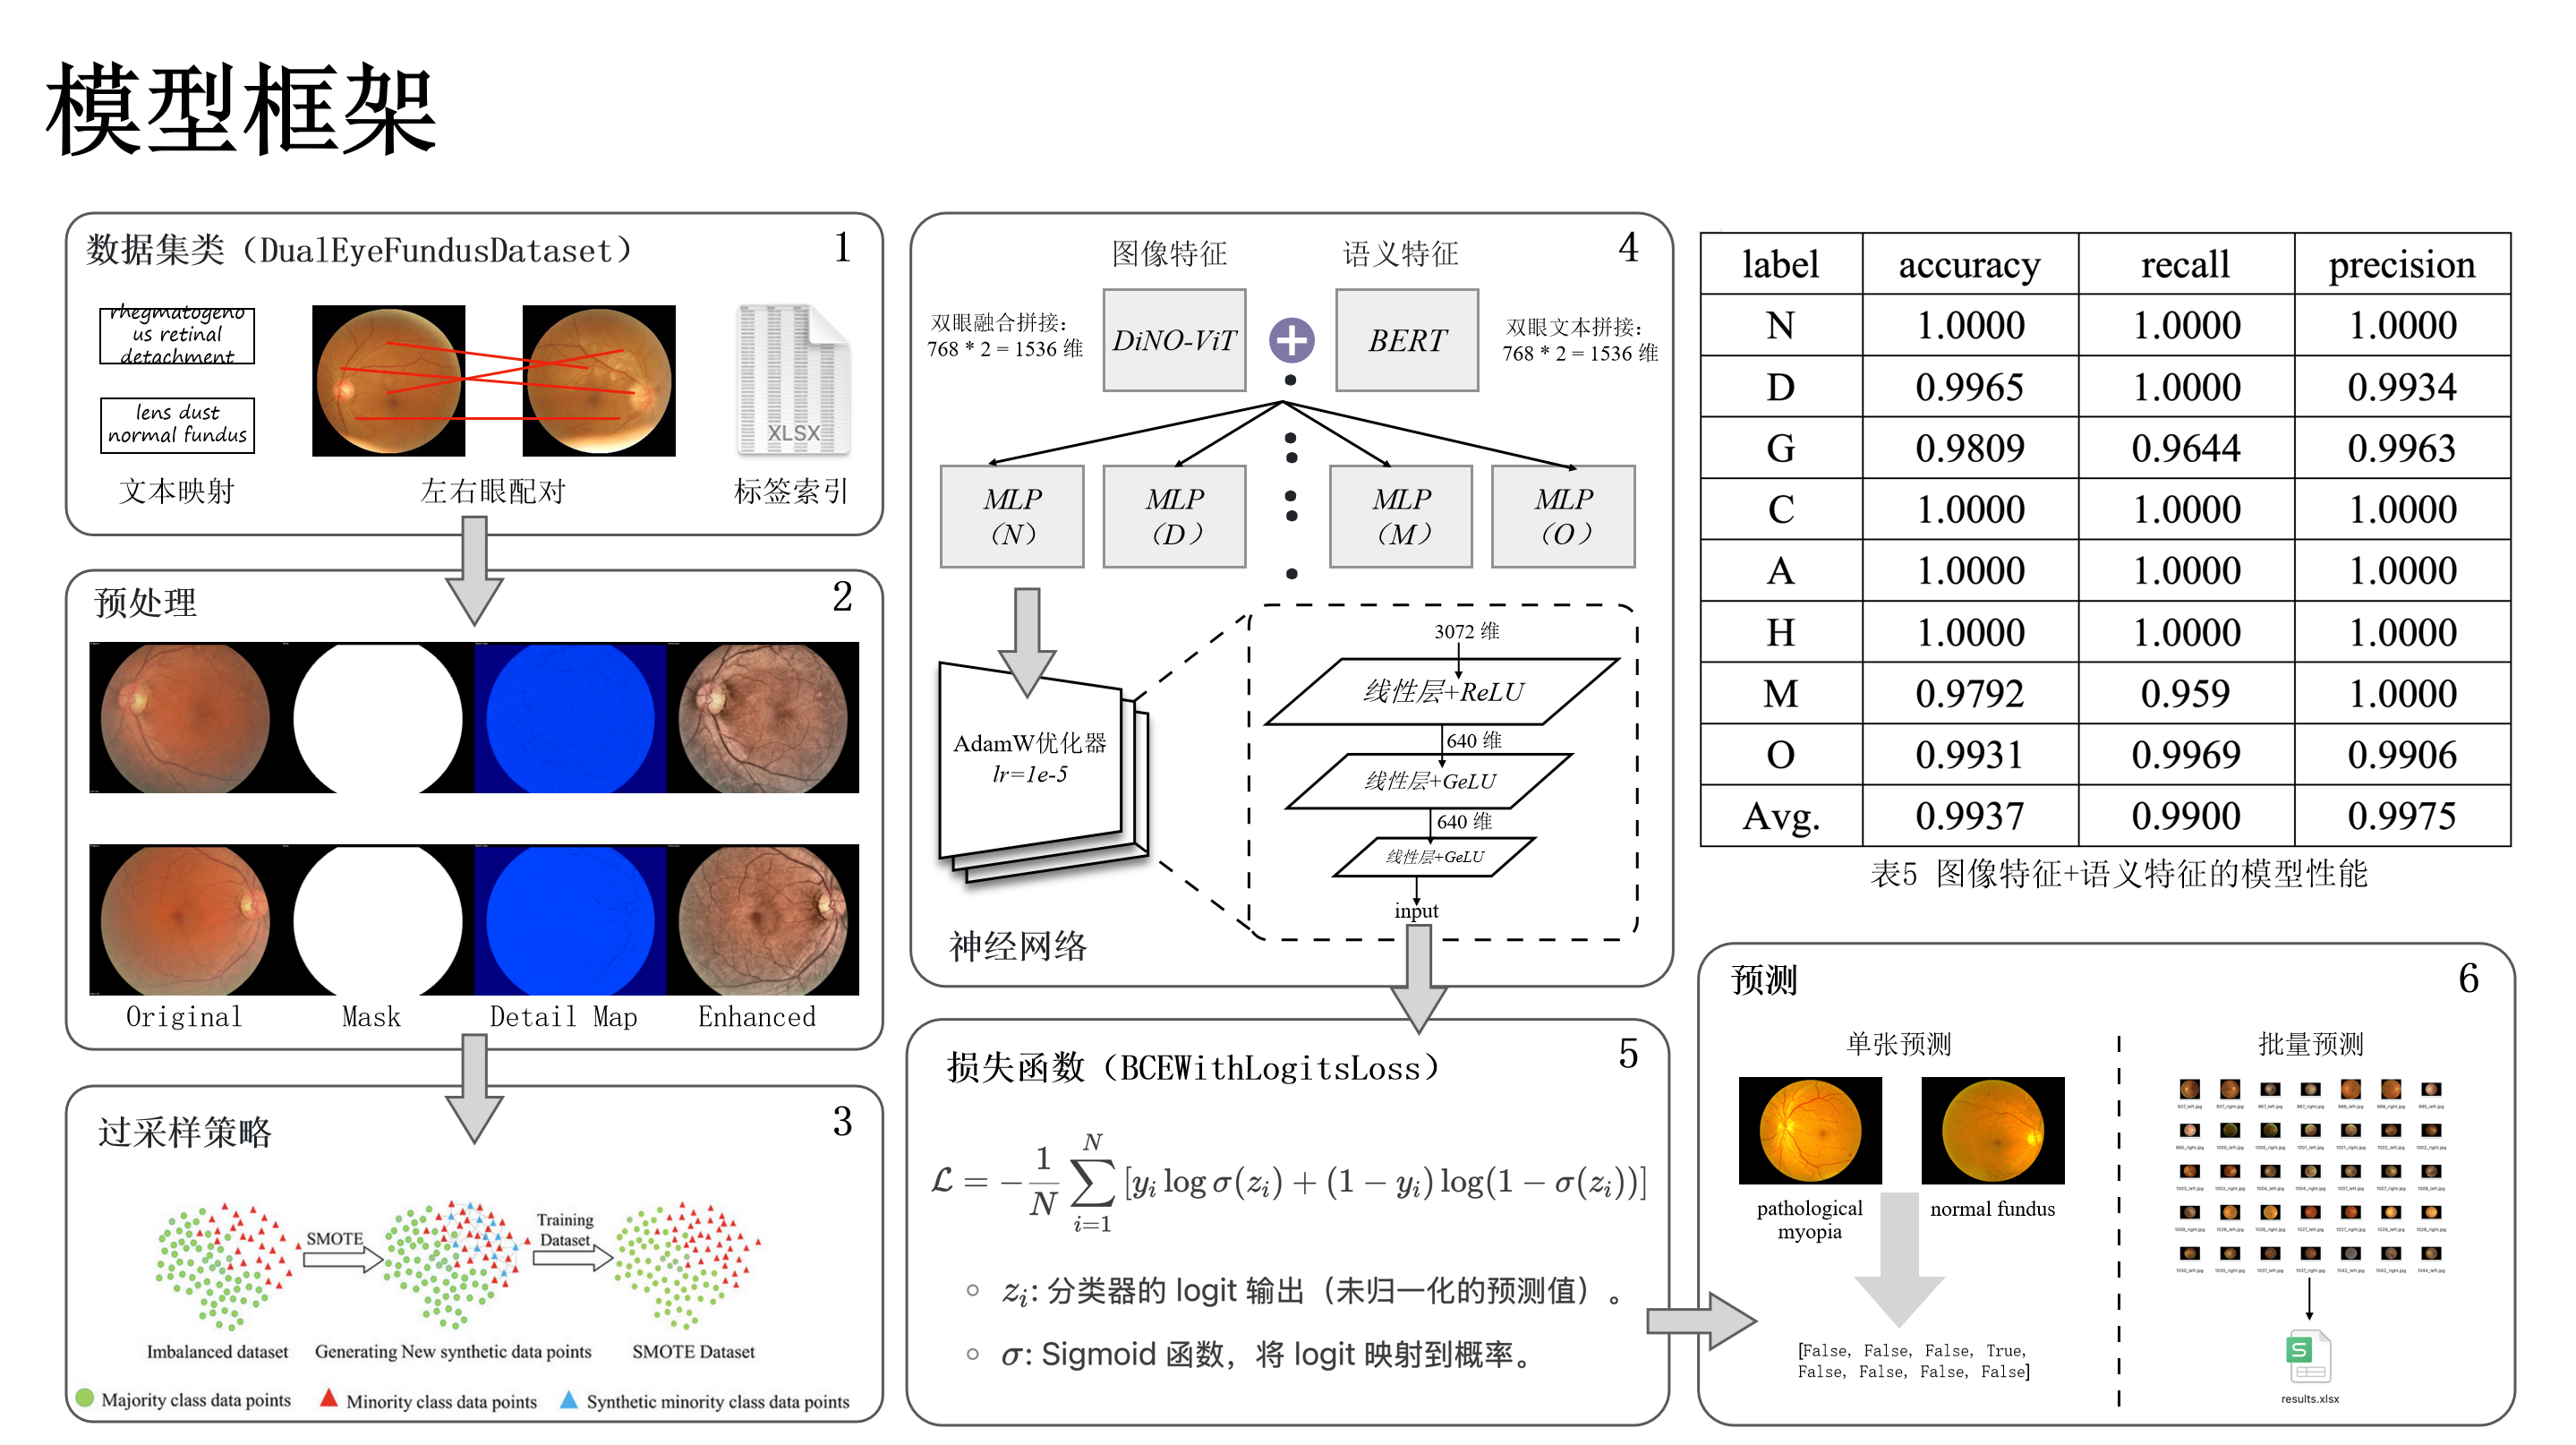 模型框架
数据集类（DualEyeFundusDataset）
1
rhegmatogeno
us retinal
detachment
lens dust
normal fundus
XLSX
文本映射
左右眼配对
标签索引
预处理
2
Original
Mask
Detail Map
Enhanced
过采样策略
3
SMOTE
Training
Dataset
Imbalanced dataset
Generating New synthetic data points
SMOTE Dataset
Majority class data points
Minority class data points
Synthetic minority class data points
图像特征
语义特征
4
双眼融合拼接：
768 * 2 = 1536 维
DiNO-ViT
BERT
双眼文本拼接：
768 * 2 = 1536 维
MLP
（N）
MLP
（D）
MLP
（M）
MLP
（O）
AdamW优化器
lr=1e-5
3072 维
线性层+ReLU
640 维
线性层+GeLU
640 维
线性层+GeLU
input
神经网络
损失函数（BCEWithLogitsLoss）
5
ℒ = −1/N ∑_{i=1}^{N} [y_i log σ(z_i) + (1 − y_i) log(1 − σ(z_i))]
z_i: 分类器的 logit 输出（未归一化的预测值）。
σ: Sigmoid 函数，将 logit 映射到概率。
label accuracy recall precision
N 1.0000 1.0000 1.0000
D 0.9965 1.0000 0.9934
G 0.9809 0.9644 0.9963
C 1.0000 1.0000 1.0000
A 1.0000 1.0000 1.0000
H 1.0000 1.0000 1.0000
M 0.9792 0.959 1.0000
O 0.9931 0.9969 0.9906
Avg. 0.9937 0.9900 0.9975
表5 图像特征+语义特征的模型性能
预测
6
单张预测
批量预测
pathological
myopia
normal fundus
[False, False, False, True,
False, False, False, False]
S
results.xlsx